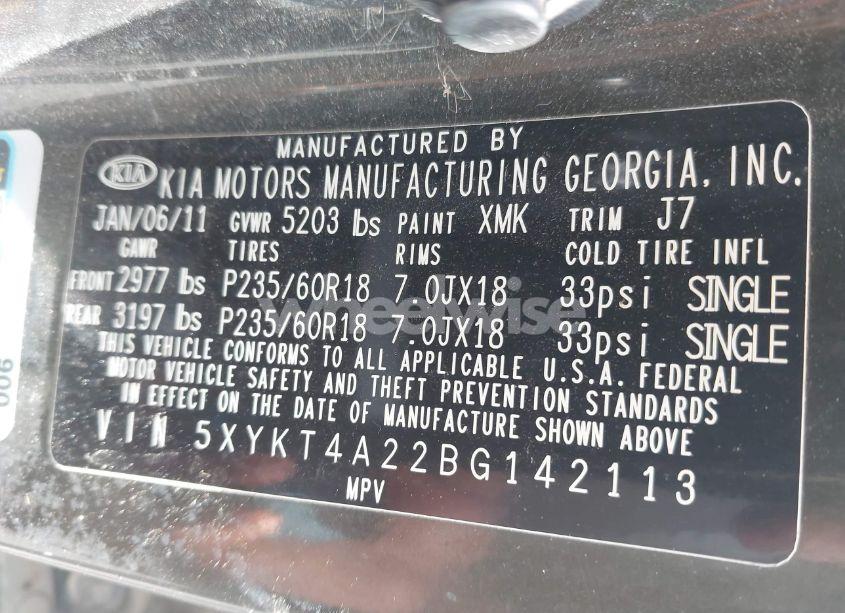 MANUFACTURED BY
KIA KIA MOTORS MANUFACTURING GEORGIA, INC.
JAN/06/11 GVWR 5203 lbs PAINT XMK TRIM J7
GAWR TIRES RIMS COLD TIRE INFL
FRONT 2977 lbs P235/60R18 7.0JX18 33psi SINGLE
REAR 3197 lbs P235/60R18 7.0JX18 33psi SINGLE
THIS VEHICLE CONFORMS TO ALL APPLICABLE U.S.A. FEDERAL
MOTOR VEHICLE SAFETY AND THEFT PREVENTION STANDARDS
IN EFFECT ON THE DATE OF MANUFACTURE SHOWN ABOVE
VIN 5XYKT4A22BG142113
MPV
006